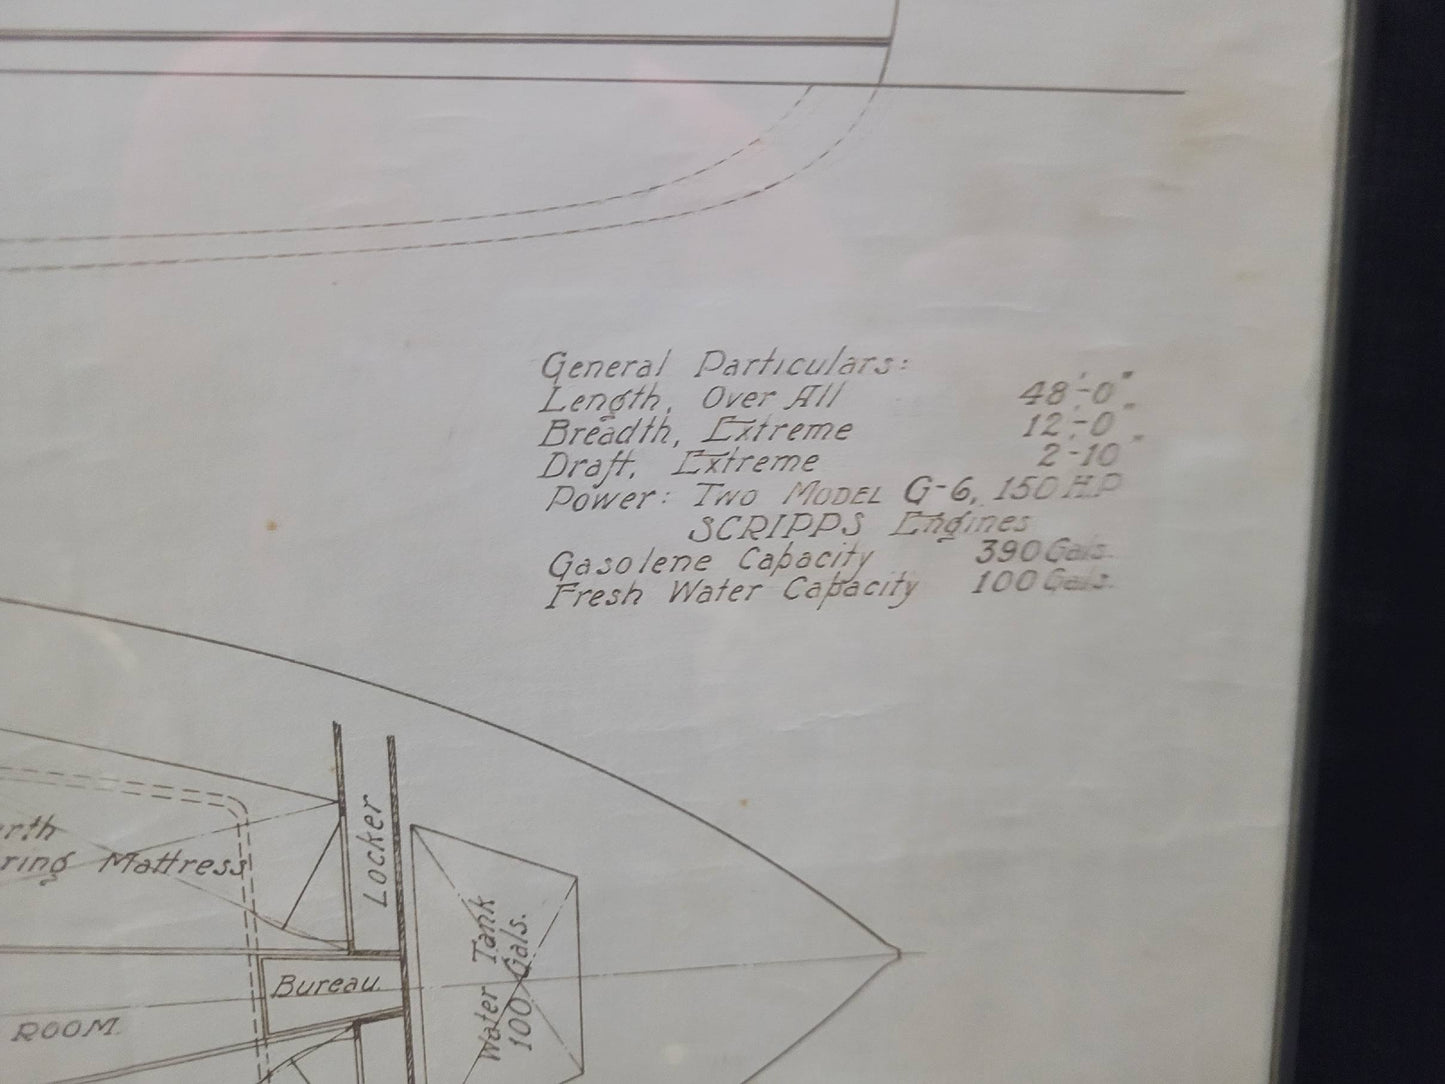 General Particulars:
Length, Over All 48'-0"
Breadth, Extreme 12'-0"
Draft, Extreme 2'-10"
Power: Two MODEL G-6, 150 H.P
SCRIPPS Engines
Gasolene Capacity 390 Gals.
Fresh Water Capacity 100 Gals.
rth
ring Mattress
Locker
Water Tank
100 Gals.
Bureau.
ROOM.